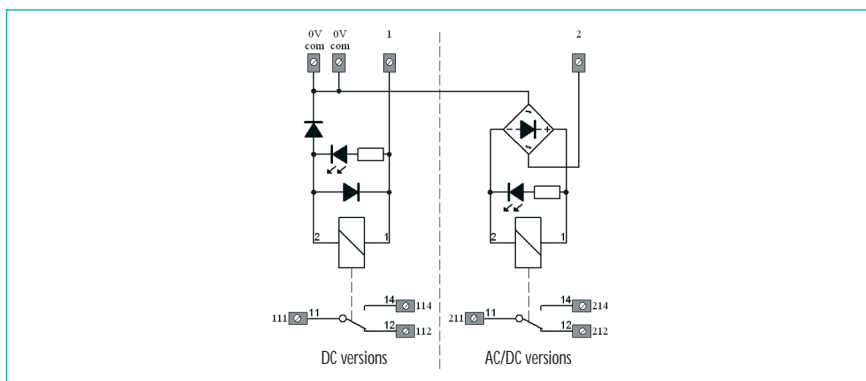 0V 0V 1 2
com com
2 1 2 1
14 114 14 214
111 11 211 11
12 112 12 212
DC versions AC/DC versions